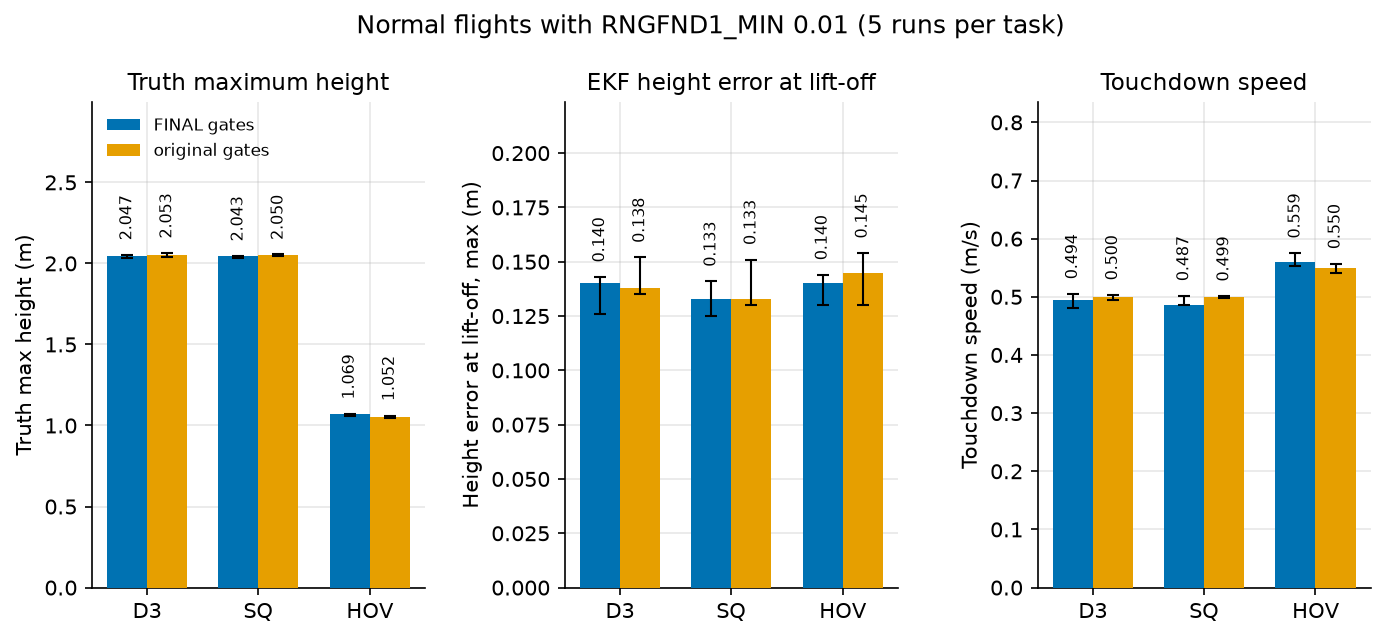 Normal flights with RNGFND1_MIN 0.01 (5 runs per task)
Truth maximum height
Truth max height (m)
2.5
2.0
1.5
1.0
0.5
0.0
FINAL gates
original gates
2.047
2.053
2.043
2.050
1.069
1.052
D3
SQ
HOV
EKF height error at lift-off
Height error at lift-off, max (m)
0.200
0.175
0.150
0.125
0.100
0.075
0.050
0.025
0.000
0.140
0.138
0.133
0.133
0.140
0.145
D3
SQ
HOV
Touchdown speed
Touchdown speed (m/s)
0.8
0.7
0.6
0.5
0.4
0.3
0.2
0.1
0.0
0.494
0.500
0.487
0.499
0.559
0.550
D3
SQ
HOV